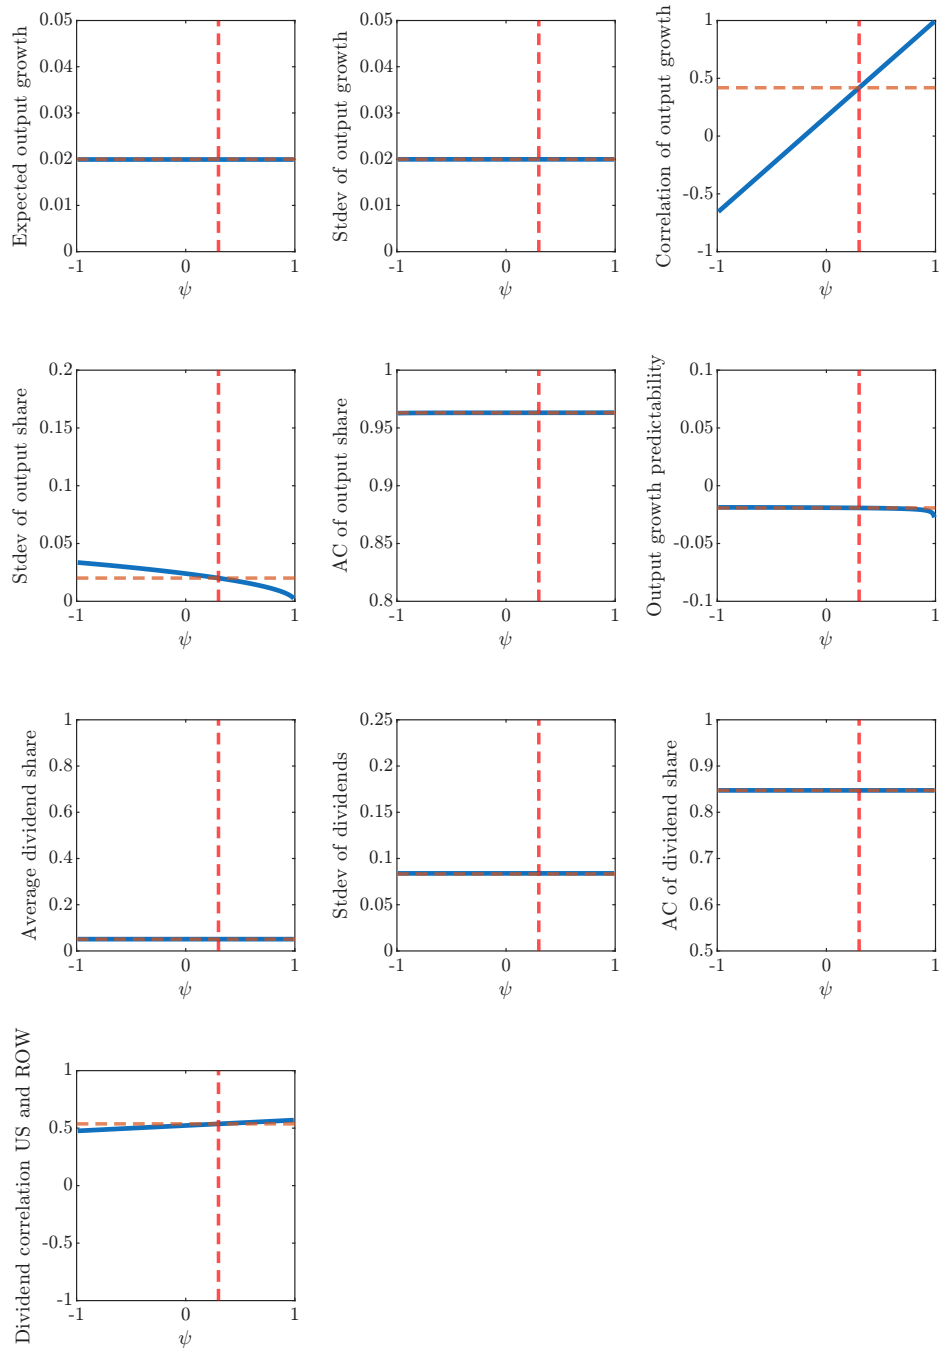 Expected output growth
0.05
0.04
0.03
0.02
0.01
0
-1 0 1
ψ
Stdev of output growth
0.05
0.04
0.03
0.02
0.01
0
-1 0 1
ψ
Correlation of output growth
1
0.5
0
-0.5
-1
-1 0 1
ψ
Stdev of output share
0.2
0.15
0.1
0.05
0
-1 0 1
ψ
AC of output share
1
0.95
0.9
0.85
0.8
-1 0 1
ψ
Output growth predictability
0.1
0.05
0
-0.05
-0.1
-1 0 1
ψ
Average dividend share
1
0.8
0.6
0.4
0.2
0
-1 0 1
ψ
Stdev of dividends
0.25
0.2
0.15
0.1
0.05
0
-1 0 1
ψ
AC of dividend share
1
0.9
0.8
0.7
0.6
0.5
-1 0 1
ψ
Dividend correlation US and ROW
1
0.5
0
-0.5
-1
-1 0 1
ψ